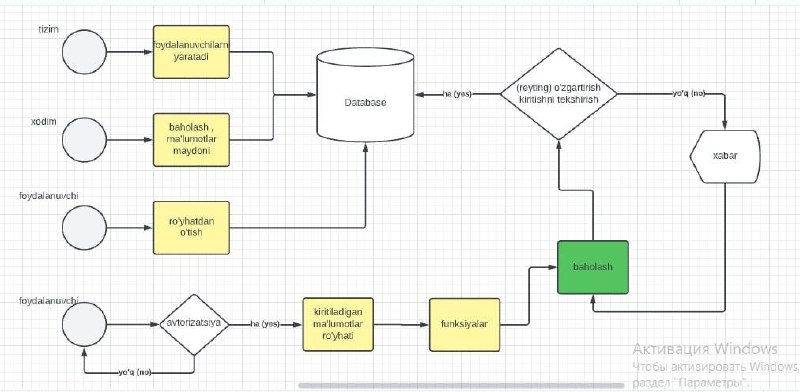 tizim
foydalanuvchilarni
yaratadi
xodim
baholash ,
ma'lumotlar
maydoni
foydalanuvchi
ro'yhatdan
o'tish
Database
ha (yes)
(reyting) o'zgartirish
kiritishni tekshirish
yo'q (no)
xabar
baholash
foydalanuvchi
avtorizatsiya
ha (yes)
yo'q (no)
kiritiladigan
ma'lumotlar
ro'yhati
funksiyalar
Активация Windows
Чтобы активировать Windows,
раздел "Параметры".